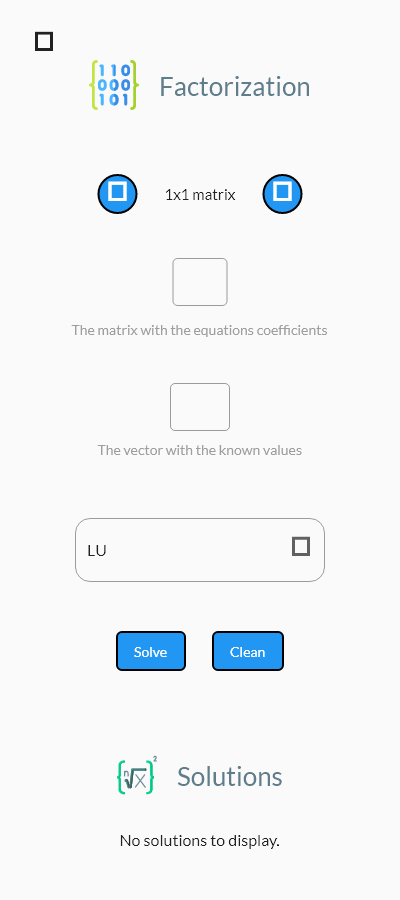 110
000
101
Factorization
1x1 matrix
The matrix with the equations coefficients
The vector with the known values
LU
Solve
Clean
{ⁿ√X}²
Solutions
No solutions to display.